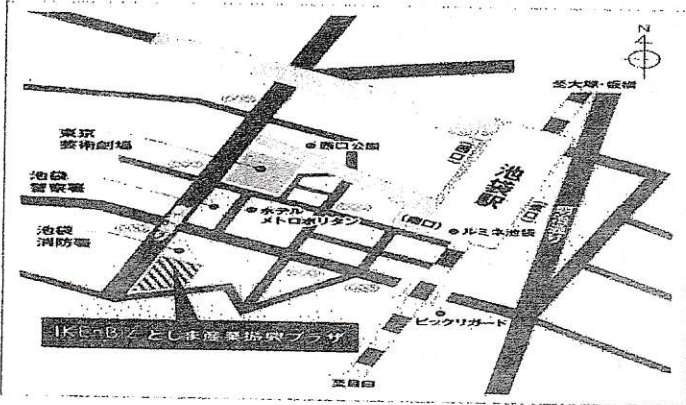 N
至大塚・板橋
東京
芸術劇場
西口公園
池袋駅
池袋
警察署
ホテル
メトロポリタン
(南口)
ルミネ池袋
池袋
消防署
IKE・Biz としま産業振興プラザ
ビックリガード
至目白